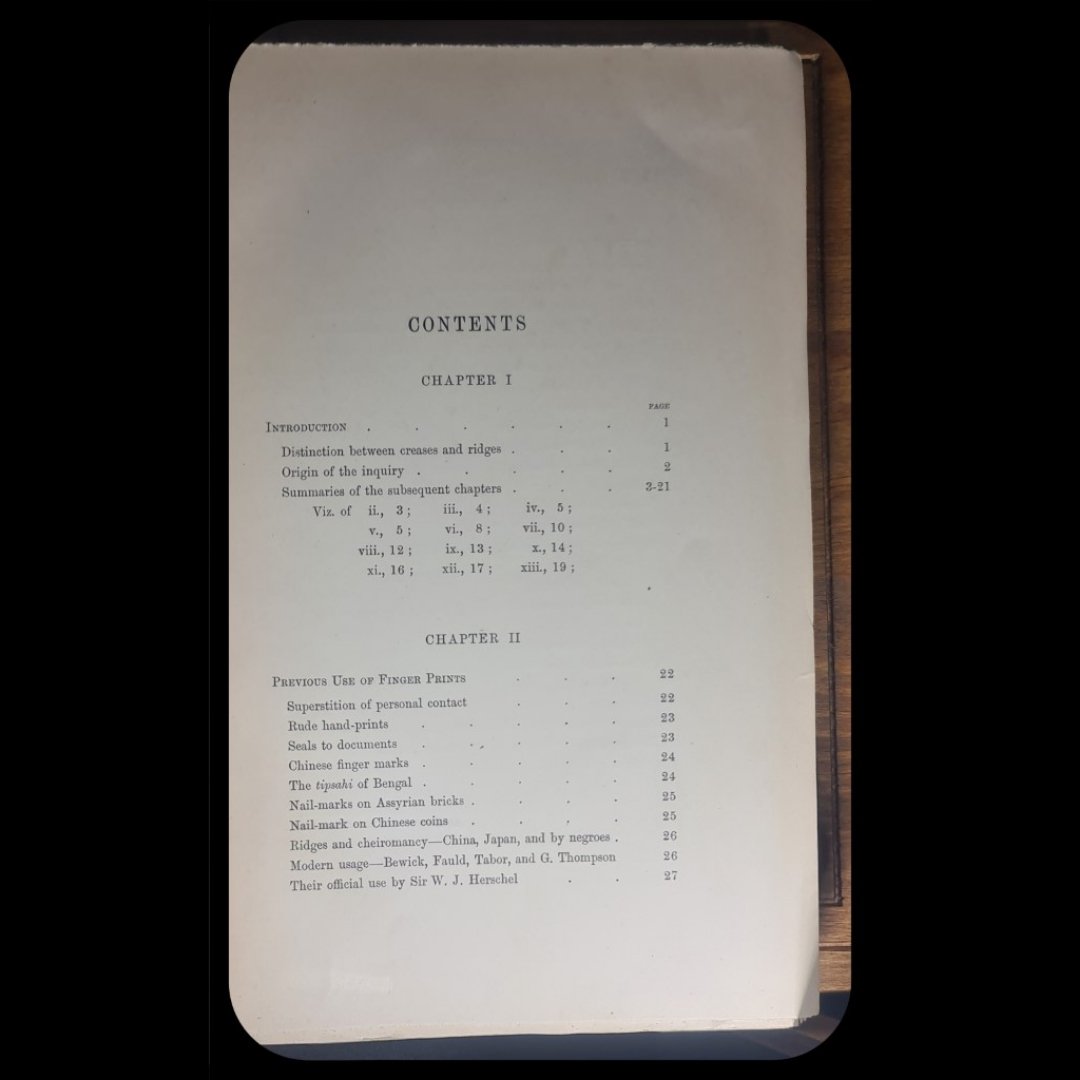 CONTENTS
CHAPTER I
PAGE
INTRODUCTION . . . . . . 1
Distinction between creases and ridges . . . 1
Origin of the inquiry . . . . . 2
Summaries of the subsequent chapters . . . 3-21
Viz. of ii., 3; iii., 4; iv., 5;
v., 5; vi., 8; vii., 10;
viii., 12; ix., 13; x., 14;
xi., 16; xii., 17; xiii., 19;
CHAPTER II
PREVIOUS USE OF FINGER PRINTS . . . 22
Superstition of personal contact . . . 22
Rude hand-prints . . . . . 23
Seals to documents . . . . . 23
Chinese finger marks . . . . . 24
The tipsahi of Bengal . . . . . 24
Nail-marks on Assyrian bricks . . . . 25
Nail-mark on Chinese coins . . . . 25
Ridges and cheiromancy—China, Japan, and by negroes . 26
Modern usage—Bewick, Fauld, Tabor, and G. Thompson 26
Their official use by Sir W. J. Herschel . . 27